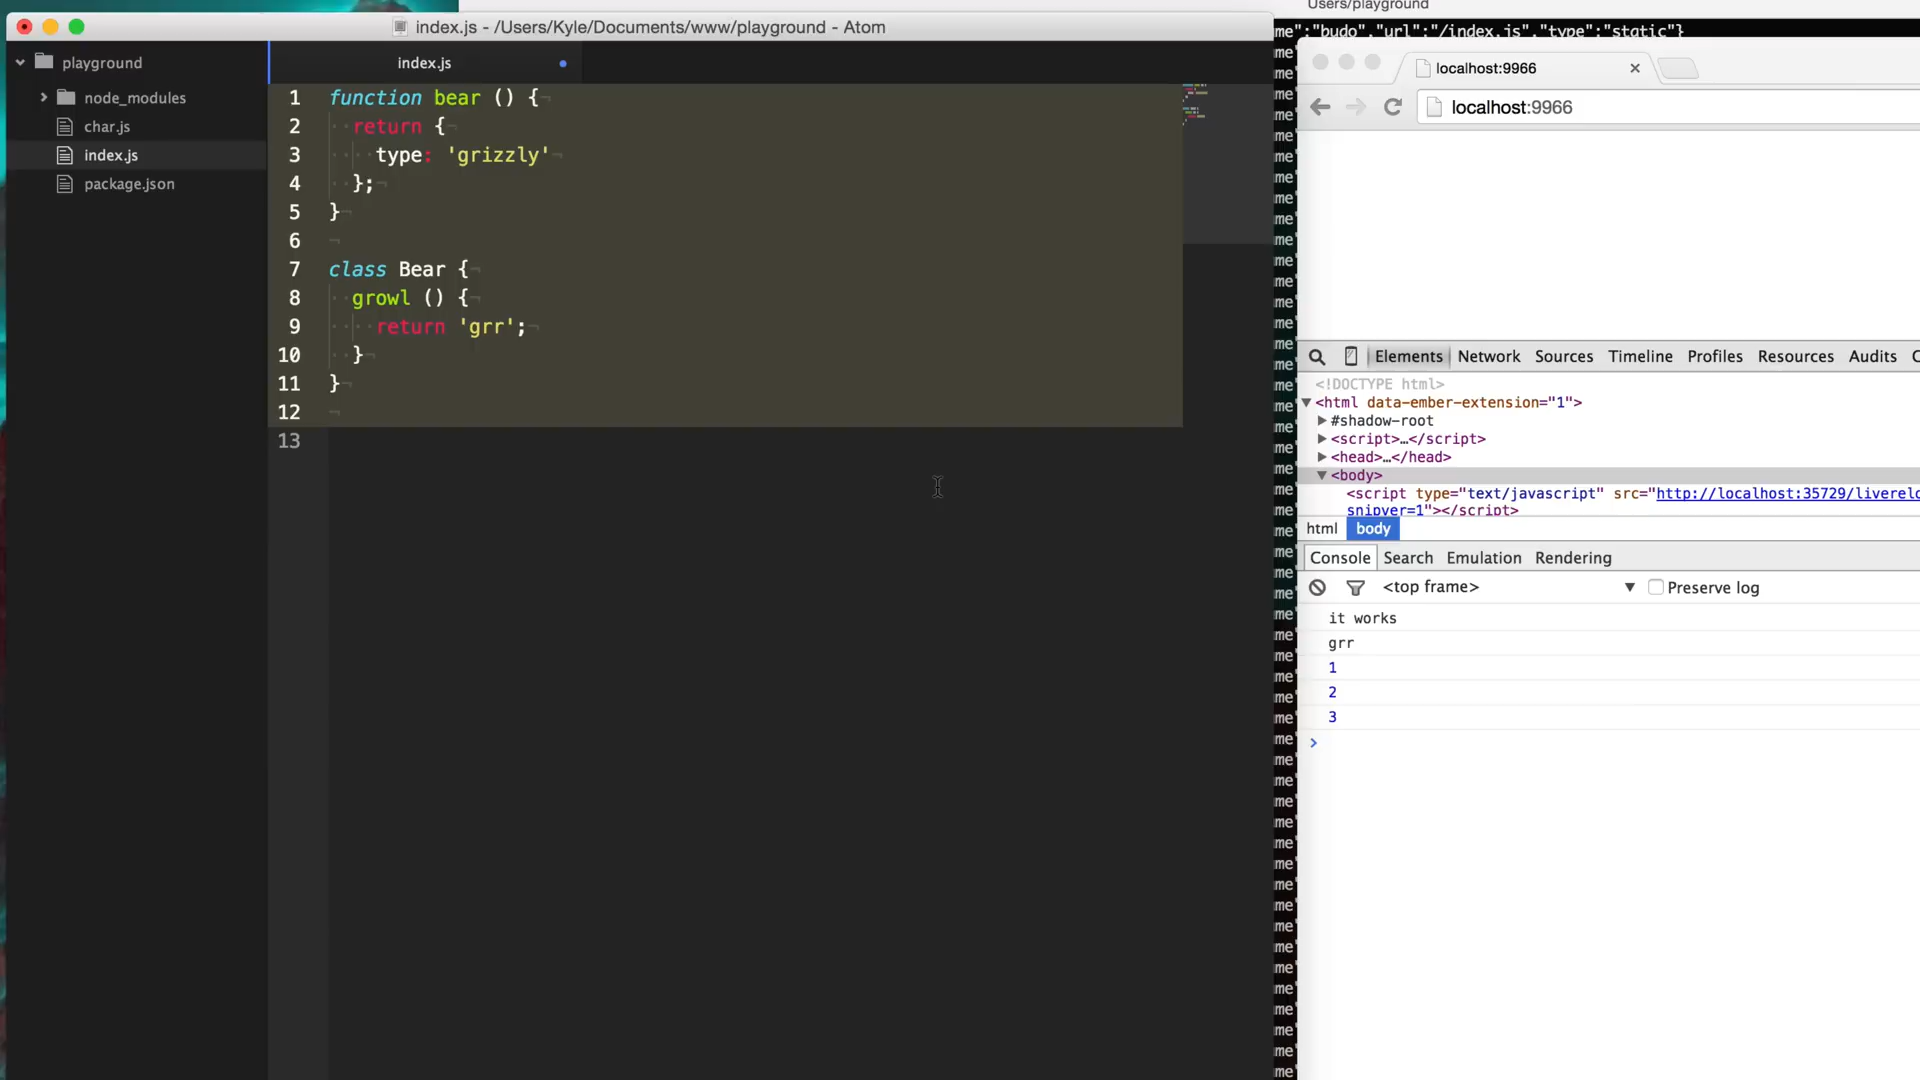 index.js - /Users/Kyle/Documents/www/playground - Atom
playground
node_modules
char.js
index.js
package.json
index.js
1 function bear () {
2 return {
3 type: 'grizzly'
4 };
5 }
6
7 class Bear {
8 growl () {
9 return 'grr';
10 }
11 }
12
13
Users/playground
me":"budo","url":"/index.js","type":"static"}
localhost:9966
localhost:9966
Elements Network Sources Timeline Profiles Resources Audits
<!DOCTYPE html>
<html data-ember-extension="1">
#shadow-root
<script>…</script>
<head>…</head>
<body>
<script type="text/javascript" src="http://localhost:35729/liverelo
snipver=1"></script>
html body
Console Search Emulation Rendering
<top frame> Preserve log
it works
grr
1
2
3